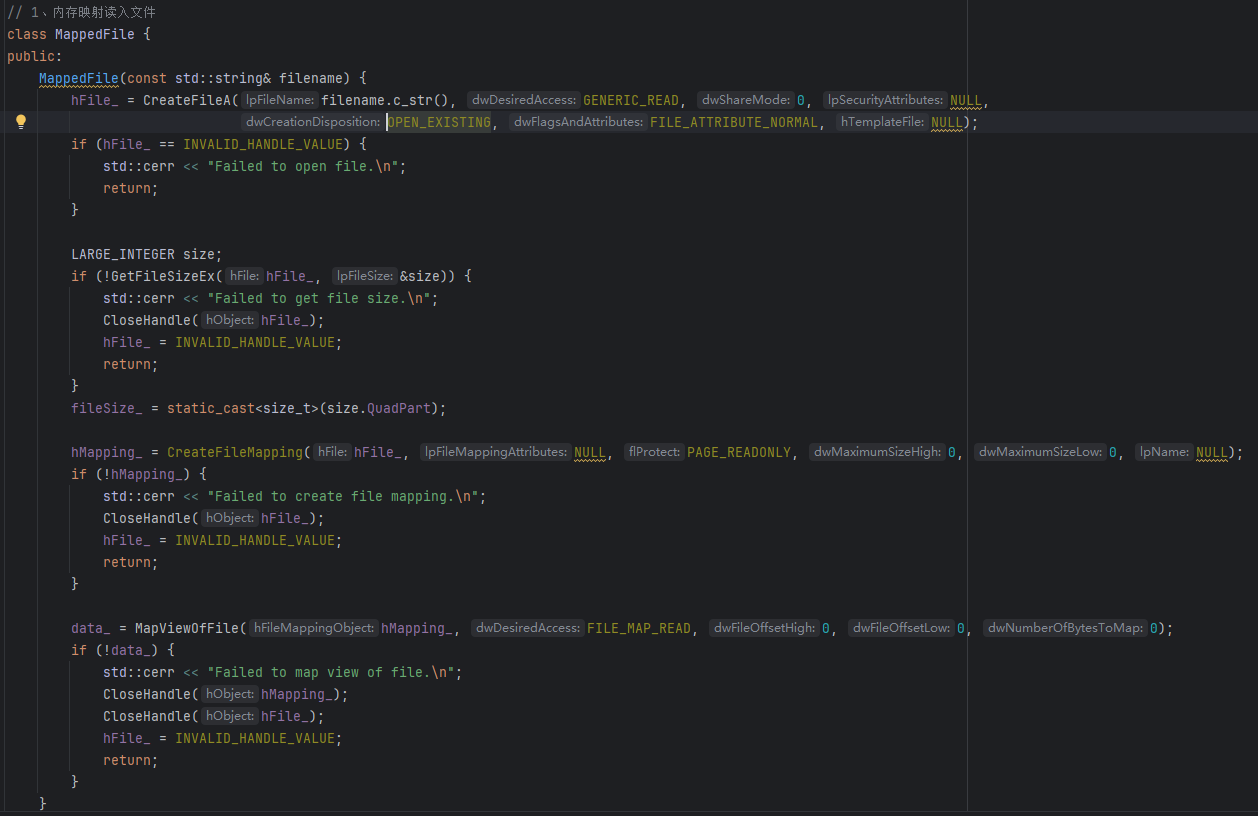 // 1、内存映射读入文件
class MappedFile {
public:
    MappedFile(const std::string& filename) {
        hFile_ = CreateFileA( lpFileName: filename.c_str(), dwDesiredAccess: GENERIC_READ, dwShareMode: 0, lpSecurityAttributes: NULL,
                             dwCreationDisposition: OPEN_EXISTING, dwFlagsAndAttributes: FILE_ATTRIBUTE_NORMAL, hTemplateFile: NULL);
        if (hFile_ == INVALID_HANDLE_VALUE) {
            std::cerr << "Failed to open file.\n";
            return;
        }

        LARGE_INTEGER size;
        if (!GetFileSizeEx( hFile: hFile_, lpFileSize: &size)) {
            std::cerr << "Failed to get file size.\n";
            CloseHandle( hObject: hFile_);
            hFile_ = INVALID_HANDLE_VALUE;
            return;
        }
        fileSize_ = static_cast<size_t>(size.QuadPart);

        hMapping_ = CreateFileMapping( hFile: hFile_, lpFileMappingAttributes: NULL, flProtect: PAGE_READONLY, dwMaximumSizeHigh: 0, dwMaximumSizeLow: 0, lpName: NULL);
        if (!hMapping_) {
            std::cerr << "Failed to create file mapping.\n";
            CloseHandle( hObject: hFile_);
            hFile_ = INVALID_HANDLE_VALUE;
            return;
        }

        data_ = MapViewOfFile( hFileMappingObject: hMapping_, dwDesiredAccess: FILE_MAP_READ, dwFileOffsetHigh: 0, dwFileOffsetLow: 0, dwNumberOfBytesToMap: 0);
        if (!data_) {
            std::cerr << "Failed to map view of file.\n";
            CloseHandle( hObject: hMapping_);
            CloseHandle( hObject: hFile_);
            hFile_ = INVALID_HANDLE_VALUE;
            return;
        }
    }